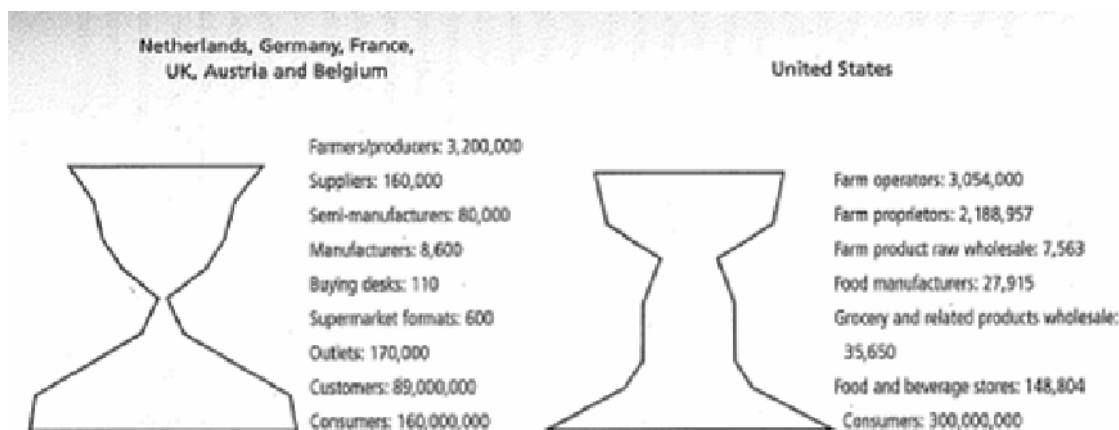 Netherlands, Germany, France,
UK, Austria and Belgium
Farmers/producers: 3,200,000
Suppliers: 160,000
Semi-manufacturers: 80,000
Manufacturers: 8,600
Buying desks: 110
Supermarket formats: 600
Outlets: 170,000
Customers: 89,000,000
Consumers: 160,000,000
United States
Farm operators: 3,054,000
Farm proprietors: 2,188,957
Farm product raw wholesale: 7,563
Food manufacturers: 27,915
Grocery and related products wholesale:
35,650
Food and beverage stores: 148,804
Consumers: 300,000,000